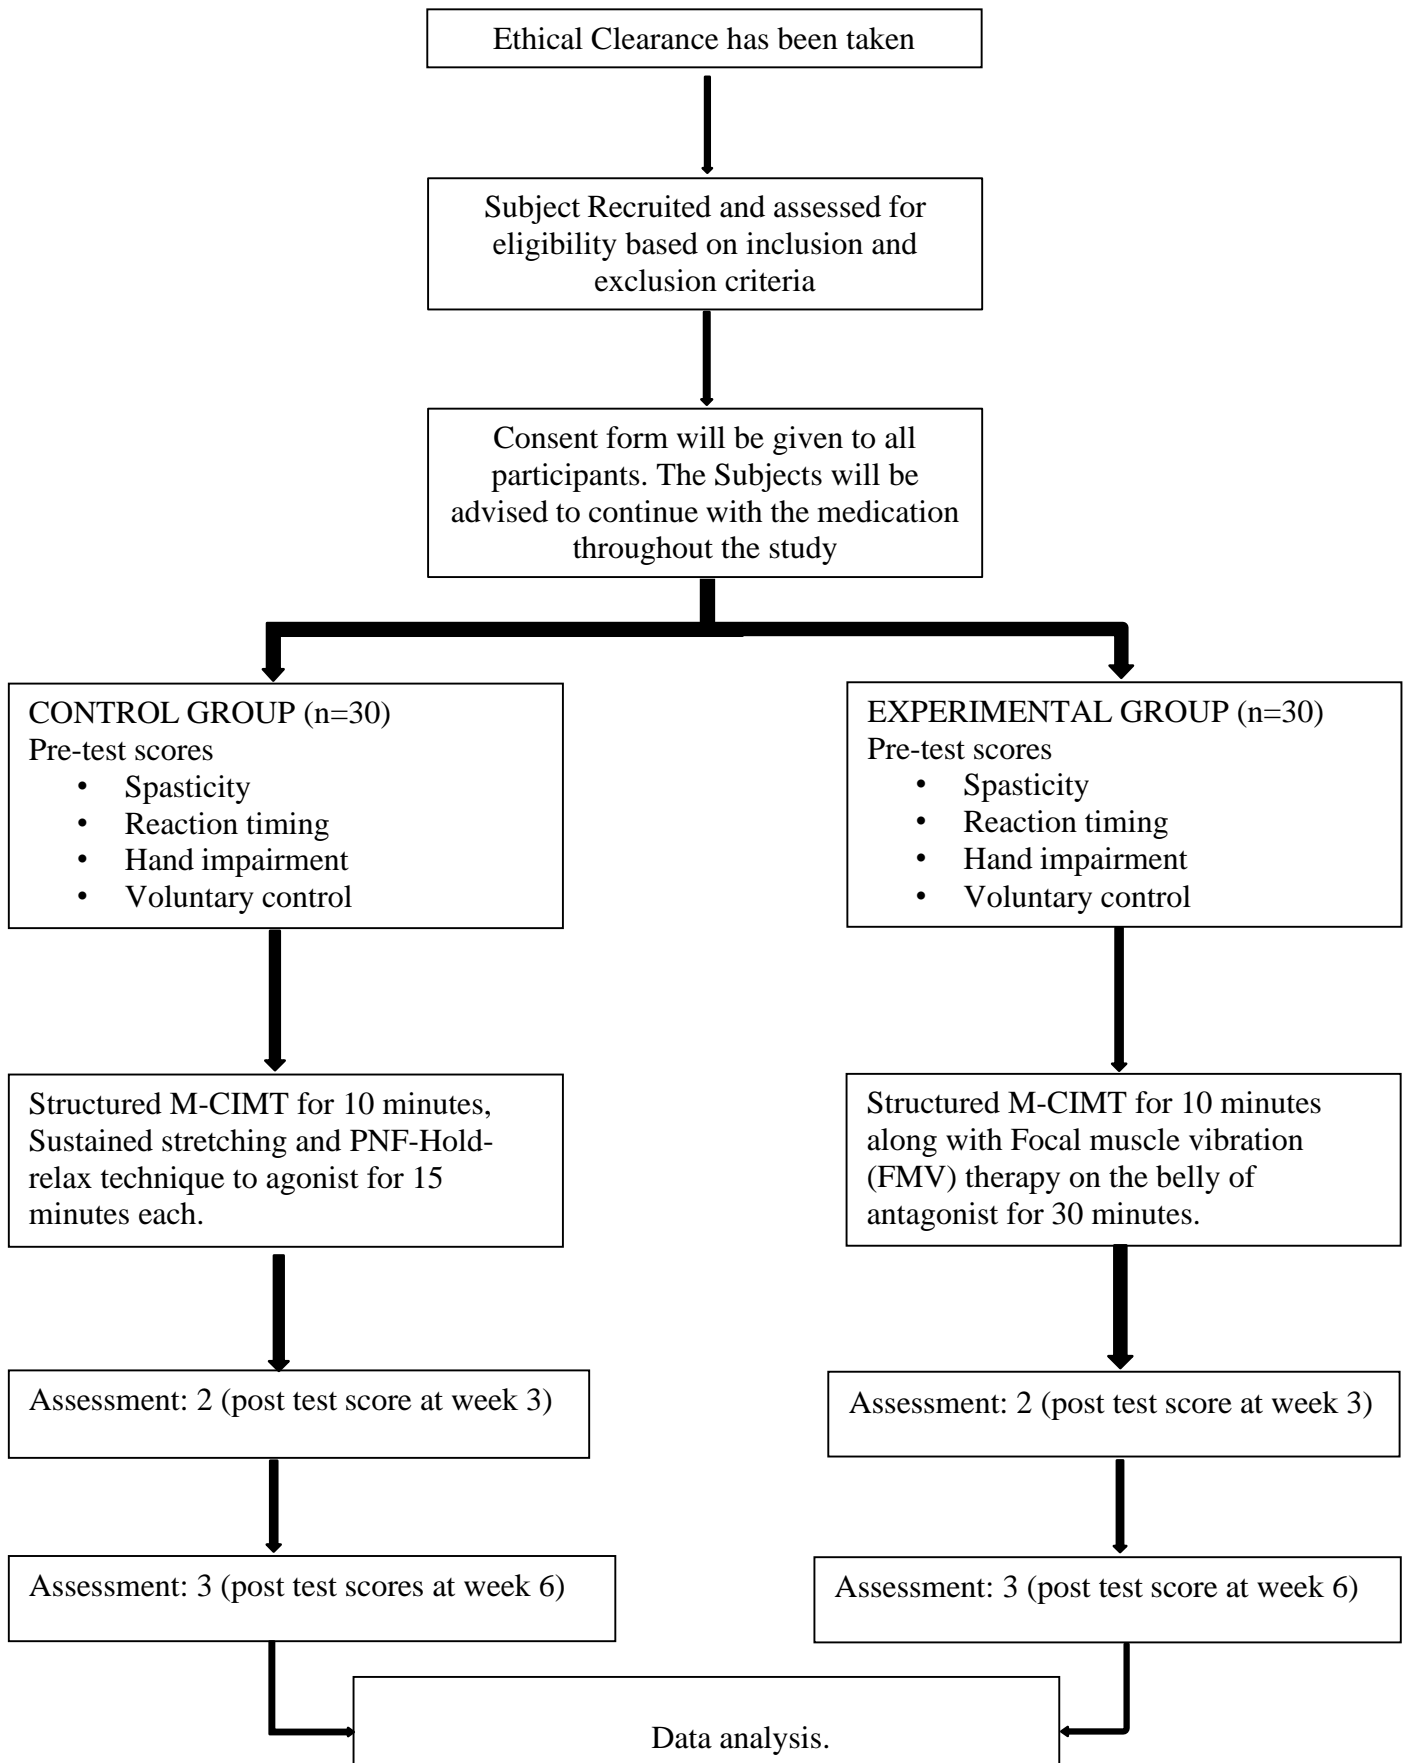 Ethical Clearance has been taken
Subject Recruited and assessed for
eligibility based on inclusion and
exclusion criteria
Consent form will be given to all
participants. The Subjects will be
advised to continue with the medication
throughout the study
CONTROL GROUP (n=30)
Pre-test scores
• Spasticity
• Reaction timing
• Hand impairment
• Voluntary control
EXPERIMENTAL GROUP (n=30)
Pre-test scores
• Spasticity
• Reaction timing
• Hand impairment
• Voluntary control
Structured M-CIMT for 10 minutes,
Sustained stretching and PNF-Hold-
relax technique to agonist for 15
minutes each.
Structured M-CIMT for 10 minutes
along with Focal muscle vibration
(FMV) therapy on the belly of
antagonist for 30 minutes.
Assessment: 2 (post test score at week 3)
Assessment: 2 (post test score at week 3)
Assessment: 3 (post test scores at week 6)
Assessment: 3 (post test score at week 6)
Data analysis.